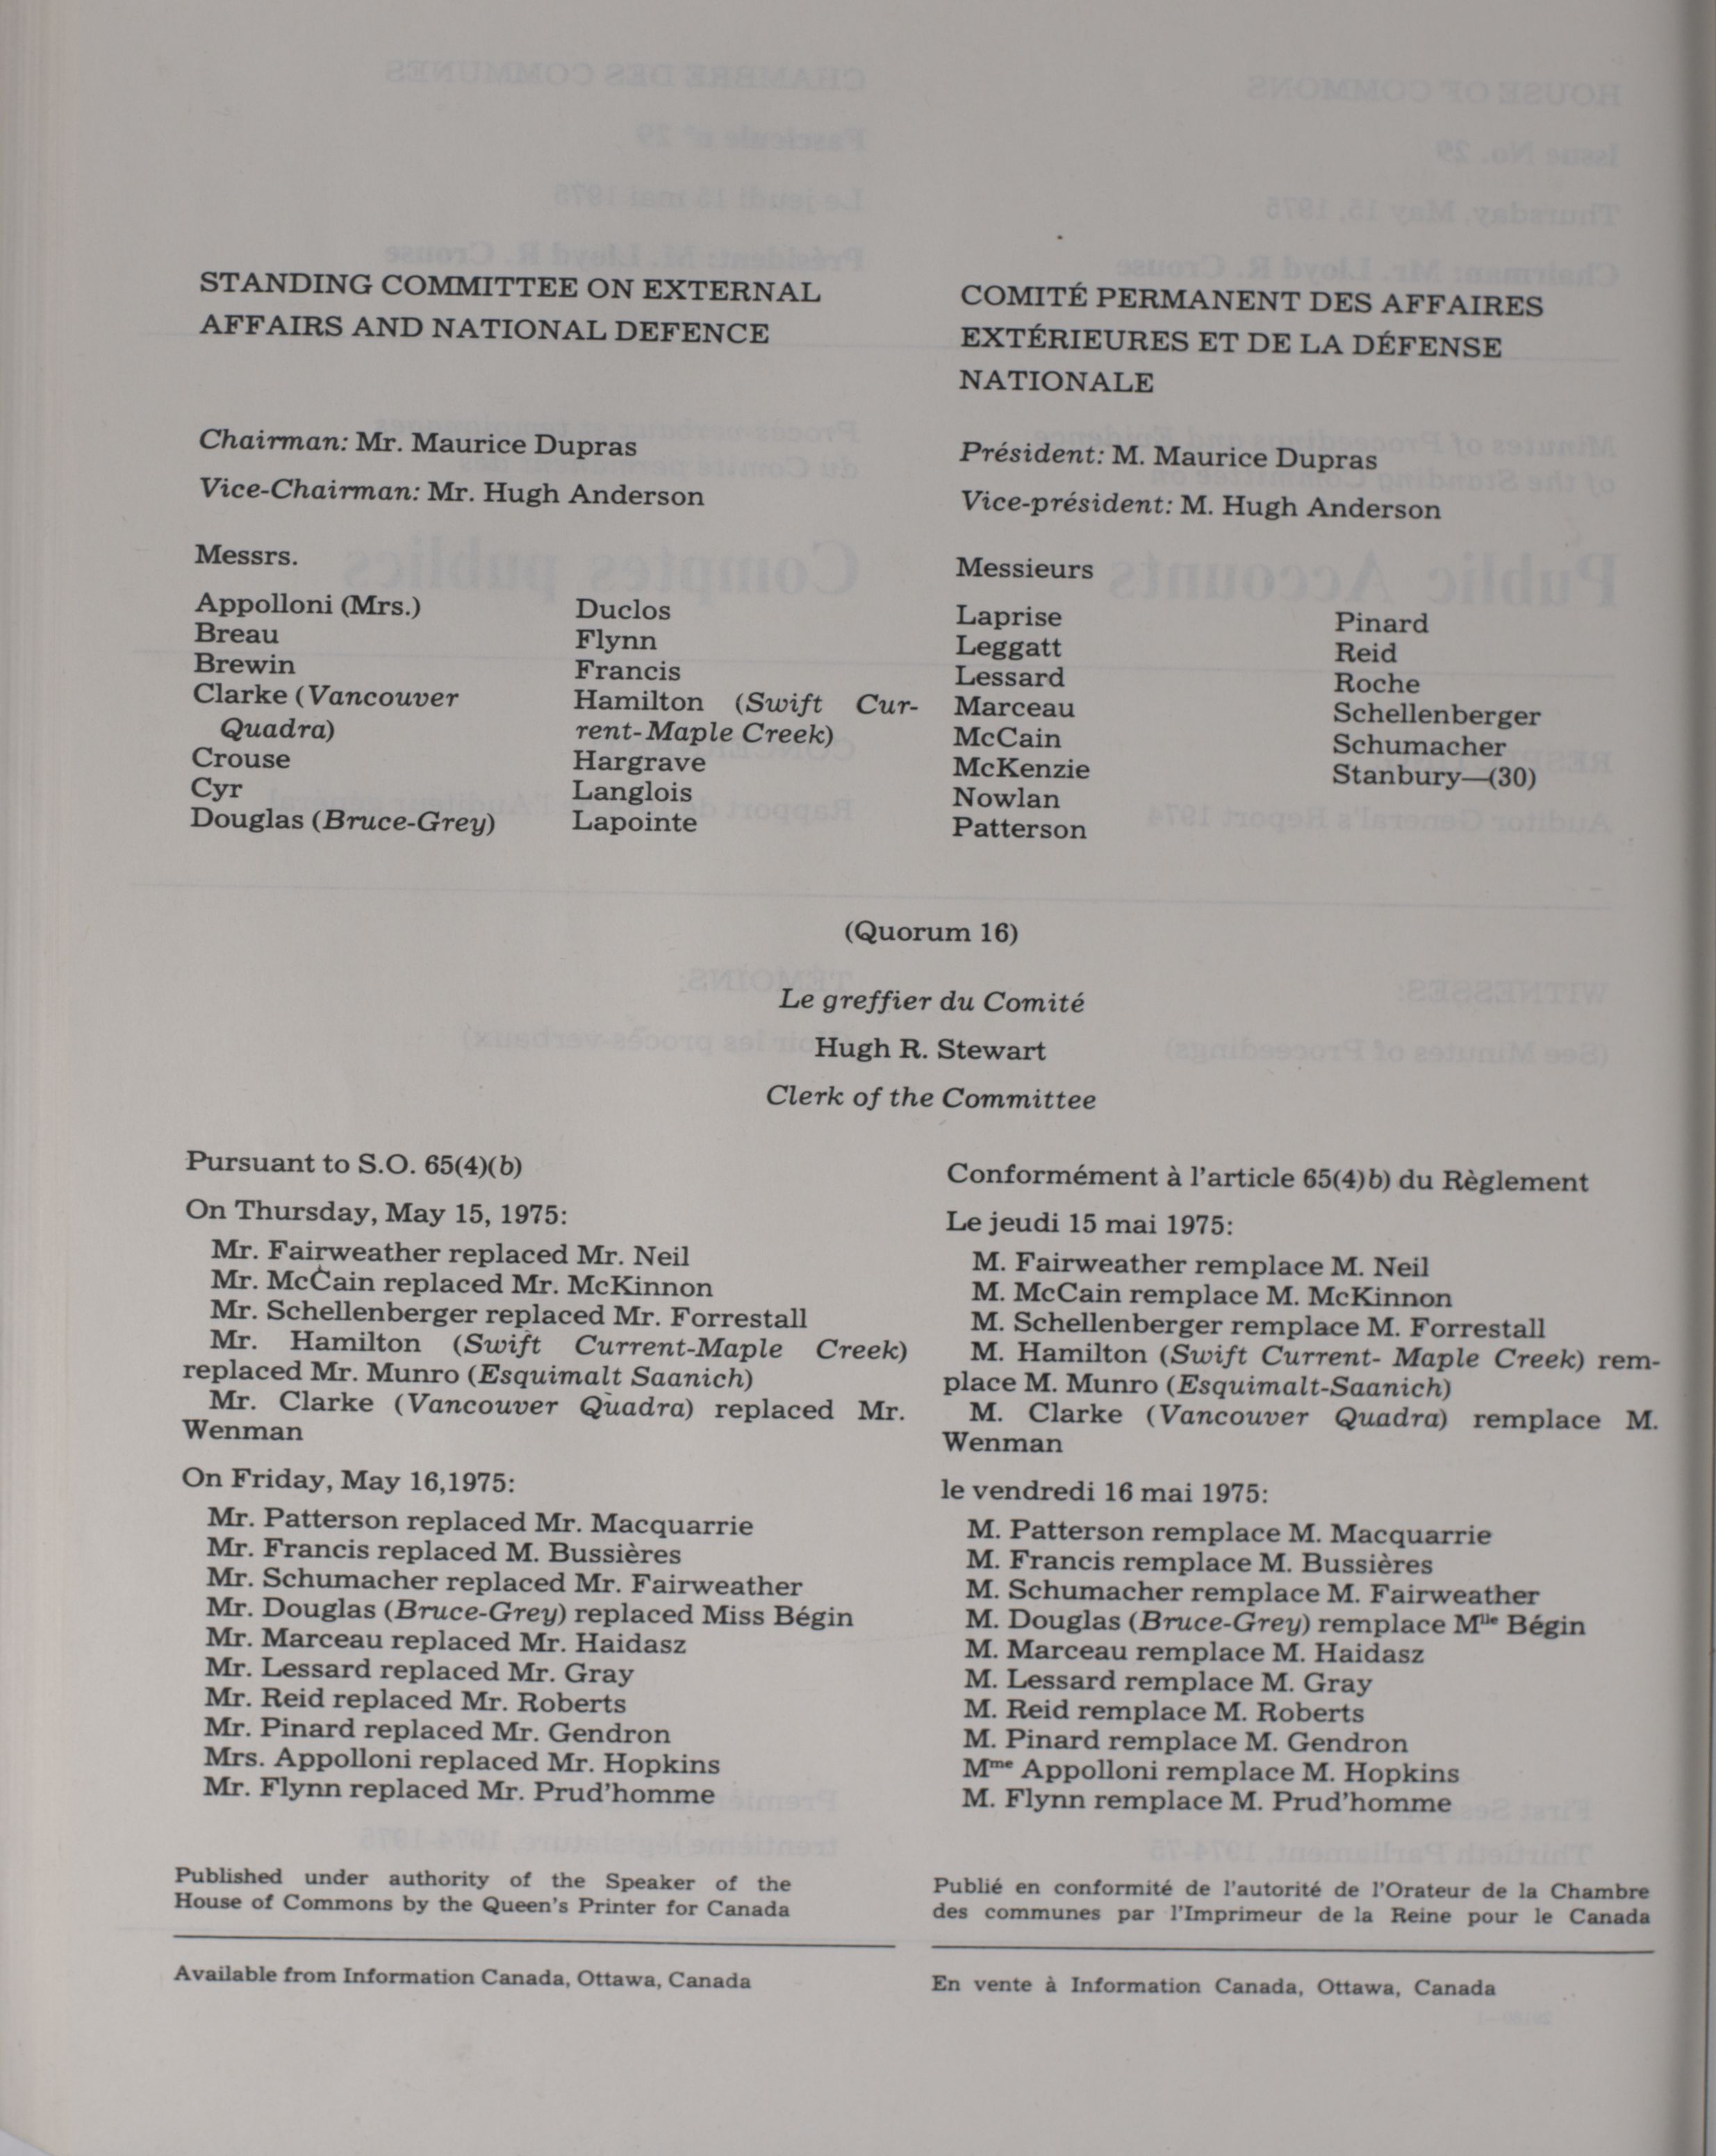 STANDING COMMITTEE ON EXTERNAL
AFFAIRS AND NATIONAL DEFENCE
Chairman: Mr. Maurice Dupras
Vice-Chairman: Mr. Hugh Anderson
COMITÉ PERMANENT DES AFFAIRES
EXTÉRIEURES ET DE LA DÉFENSE
NATIONALE
Président: M. Maurice Dupras
Vice-président: M. Hugh Anderson
Messrs.
Appolloni (Mrs.)
Breau
Brewin
Clarke (Vancouver
Quadra)
Crouse
Cyr
Douglas (Bruce-Grey)
Duclos
Flynn
Francis
Hamilton (Swift Cur-
rent-Maple Creek)
Hargrave
Langlois
Lapointe
Messieurs
Laprise
Leggatt
Lessard
Marceau
McCain
McKenzie
Nowlan
Patterson
Pinard
Reid
Roche
Schellenberger
Schumacher
Stanbury—(30)
(Quorum 16)
Le greffier du Comité
Hugh R. Stewart
Clerk of the Committee
Pursuant to S.O. 65(4)(b)
On Thursday, May 15, 1975:
Mr. Fairweather replaced Mr. Neil
Mr. McCain replaced Mr. McKinnon
Mr. Schellenberger replaced Mr. Forrestall
Mr. Hamilton (Swift Current-Maple Creek)
replaced Mr. Munro (Esquimalt Saanich)
Mr. Clarke (Vancouver Quadra) replaced Mr.
Wenman
On Friday, May 16,1975:
Mr. Patterson replaced Mr. Macquarrie
Mr. Francis replaced M. Bussières
Mr. Schumacher replaced Mr. Fairweather
Mr. Douglas (Bruce-Grey) replaced Miss Bégin
Mr. Marceau replaced Mr. Haidasz
Mr. Lessard replaced Mr. Gray
Mr. Reid replaced Mr. Roberts
Mr. Pinard replaced Mr. Gendron
Mrs. Appolloni replaced Mr. Hopkins
Mr. Flynn replaced Mr. Prud'homme
Published under authority of the Speaker of the
House of Commons by the Queen's Printer for Canada
Available from Information Canada, Ottawa, Canada
Conformément à l'article 65(4)b) du Règlement
Le jeudi 15 mai 1975:
M. Fairweather remplace M. Neil
M. McCain remplace M. McKinnon
M. Schellenberger remplace M. Forrestall
M. Hamilton (Swift Current- Maple Creek) rem-
place M. Munro (Esquimalt-Saanich)
M. Clarke (Vancouver Quadra) remplace M.
Wenman
le vendredi 16 mai 1975:
M. Patterson remplace M. Macquarrie
M. Francis remplace M. Bussières
M. Schumacher remplace M. Fairweather
M. Douglas (Bruce-Grey) remplace Mlle Bégin
M. Marceau remplace M. Haidasz
M. Lessard remplace M. Gray
M. Reid remplace M. Roberts
M. Pinard remplace M. Gendron
Mme Appolloni remplace M. Hopkins
M. Flynn remplace M. Prud'homme
Publié en conformité de l'autorité de l'Orateur de la Chambre
des communes par l'Imprimeur de la Reine pour le Canada
En vente à Information Canada, Ottawa, Canada